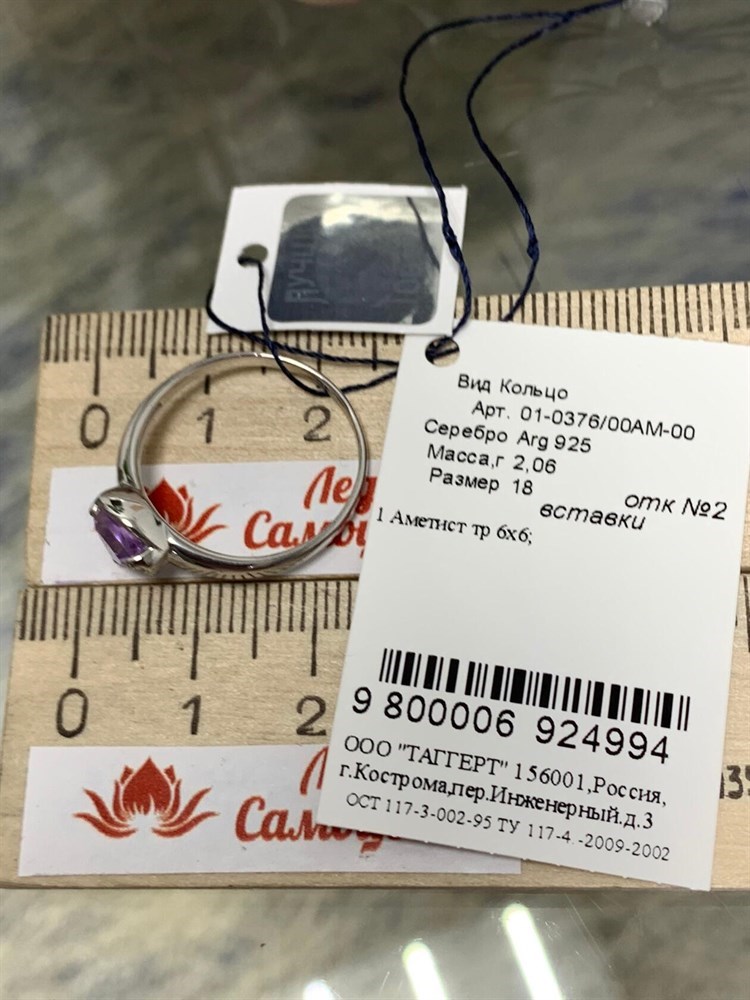 0 1 2
Вид Кольцо
Арт. 01-0376/00АМ-00
Серебро Arg 925
Масса,г 2,06
Размер 18
отк №2
вставки
1 Аметист тр 6х6;
9 800006 924994
ООО "ТАГГЕРТ" 156001,Россия,
г.Кострома,пер.Инженерный.д.3
ОСТ 117-3-002-95 ТУ 117-4.-2009-2002
0 1 2